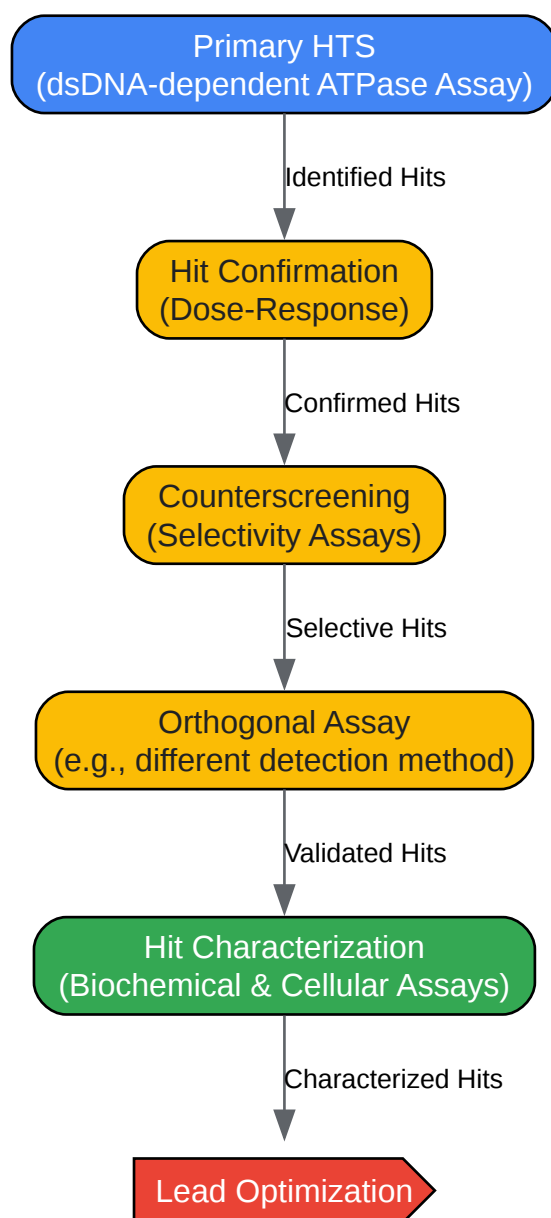 Primary HTS
(dsDNA-dependent ATPase Assay)
Identified Hits
Hit Confirmation
(Dose-Response)
Confirmed Hits
Counterscreening
(Selectivity Assays)
Selective Hits
Orthogonal Assay
(e.g., different detection method)
Validated Hits
Hit Characterization
(Biochemical & Cellular Assays)
Characterized Hits
Lead Optimization